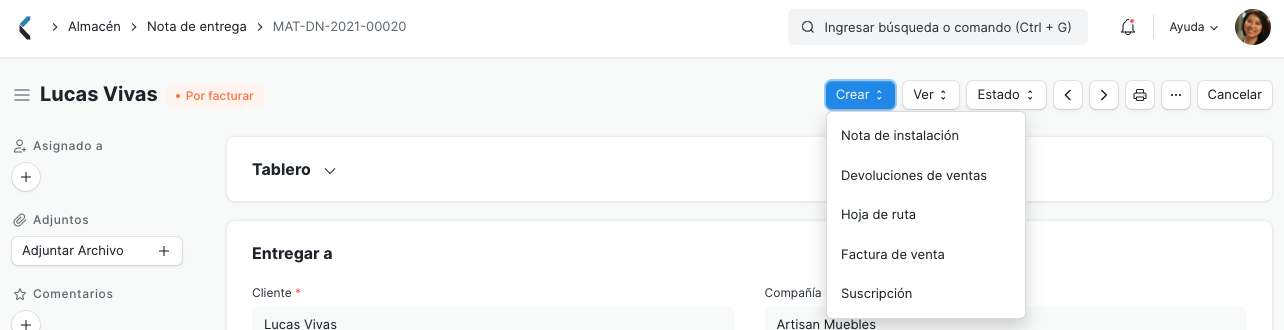 Almacén
Nota de entrega
MAT-DN-2021-00020
Ingresar búsqueda o comando (Ctrl + G)
Ayuda
Lucas Vivas
Por facturar
Crear
Ver
Estado
Cancelar
Nota de instalación
Devoluciones de ventas
Hoja de ruta
Factura de venta
Suscripción
Asignado a
Adjuntos
Adjuntar Archivo
Comentarios
Tablero
Entregar a
Cliente *
Lucas Vivas
Compañía
Artisan Muebles